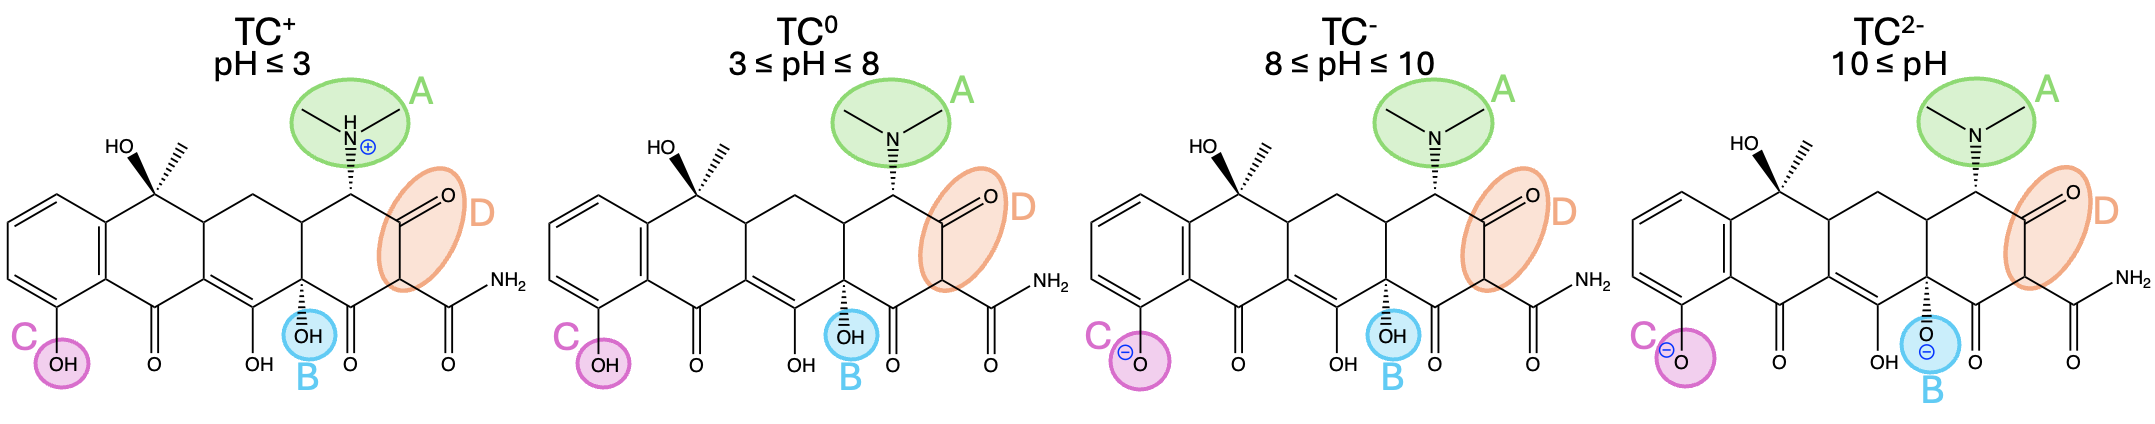 TC⁺ TC⁰ TC⁻ TC²⁻
pH ≤ 3 3 ≤ pH ≤ 8 8 ≤ pH ≤ 10 10 ≤ pH
A A A A
H
N ⊕ N N N
HO HO HO HO
O D O D O D O D
NH₂ NH₂ NH₂ NH₂
C OH C OH C ⊖ OH C ⊖ O ⊖
OH O OH O O OH O O O OH O O O OH O O O OH O O
B B B B